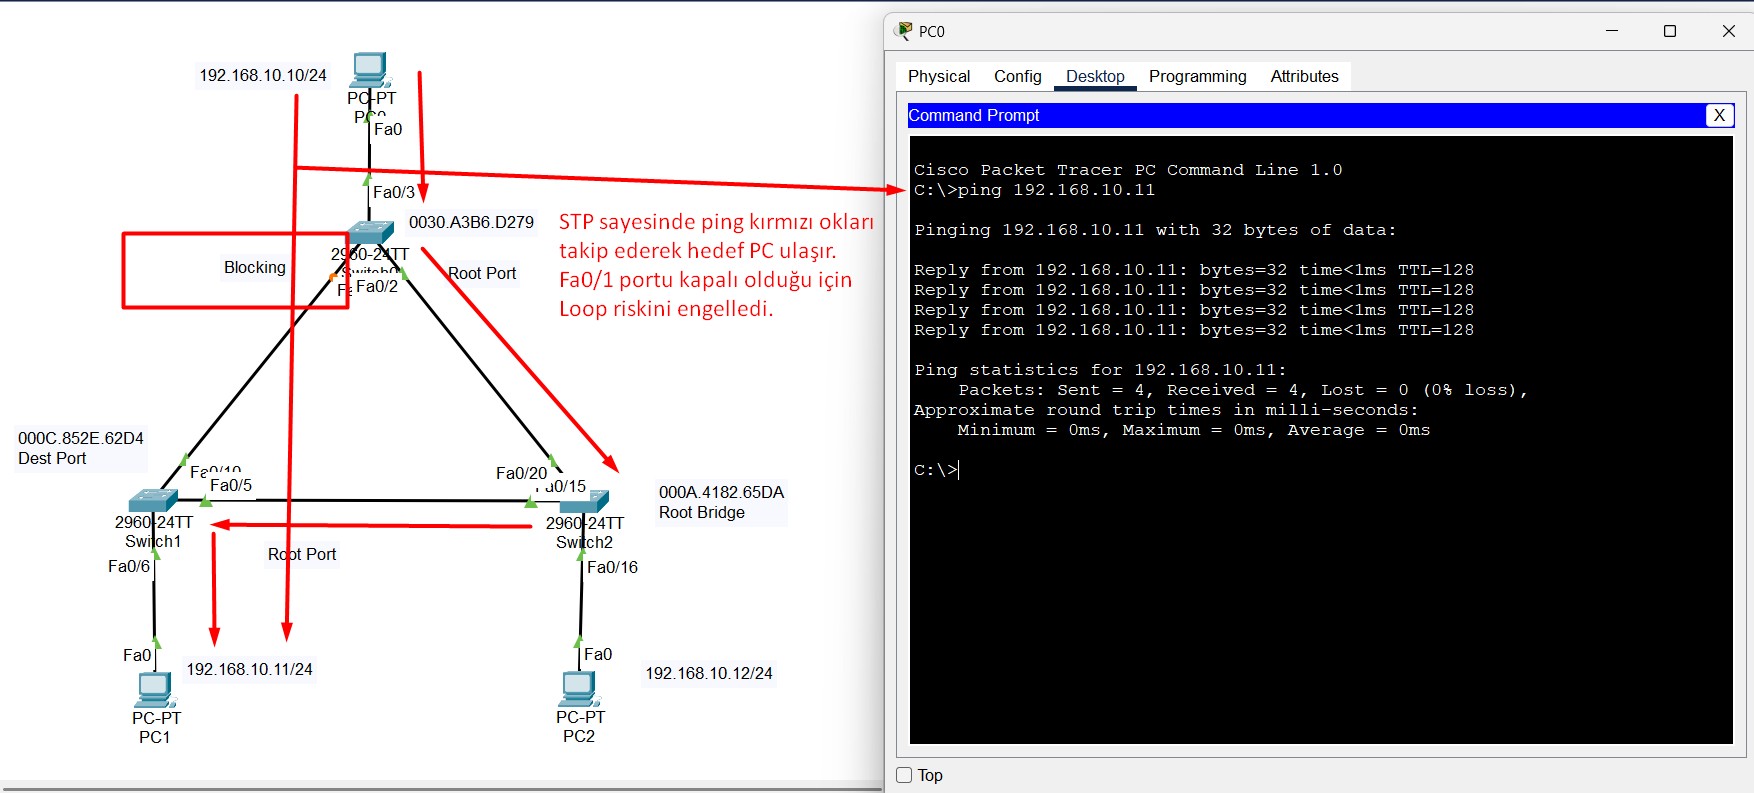 PC0
Physical Config Desktop Programming Attributes
Command Prompt
X
Cisco Packet Tracer PC Command Line 1.0
C:\>ping 192.168.10.11
Pinging 192.168.10.11 with 32 bytes of data:
Reply from 192.168.10.11: bytes=32 time<1ms TTL=128
Reply from 192.168.10.11: bytes=32 time<1ms TTL=128
Reply from 192.168.10.11: bytes=32 time<1ms TTL=128
Reply from 192.168.10.11: bytes=32 time<1ms TTL=128
Ping statistics for 192.168.10.11:
Packets: Sent = 4, Received = 4, Lost = 0 (0% loss),
Approximate round trip times in milli-seconds:
Minimum = 0ms, Maximum = 0ms, Average = 0ms
C:\>
Top
192.168.10.10/24
PC-PT
PC0
Fa0
Fa0/3
0030.A3B6.D279
2960-24TT
Switch0
Blocking
Fa0/2
Root Port
STP sayesinde ping kırmızı okları
takip ederek hedef PC ulaşır.
Fa0/1 portu kapalı olduğu için
Loop riskini engelledi.
000C.852E.62D4
Dest Port
Fa0/10
Fa0/5
Fa0/20
Fa0/15
000A.4182.65DA
Root Bridge
2960-24TT
Switch1
2960-24TT
Switch2
Root Port
Fa0/6
Fa0/16
Fa0
192.168.10.11/24
Fa0
192.168.10.12/24
PC-PT
PC1
PC-PT
PC2